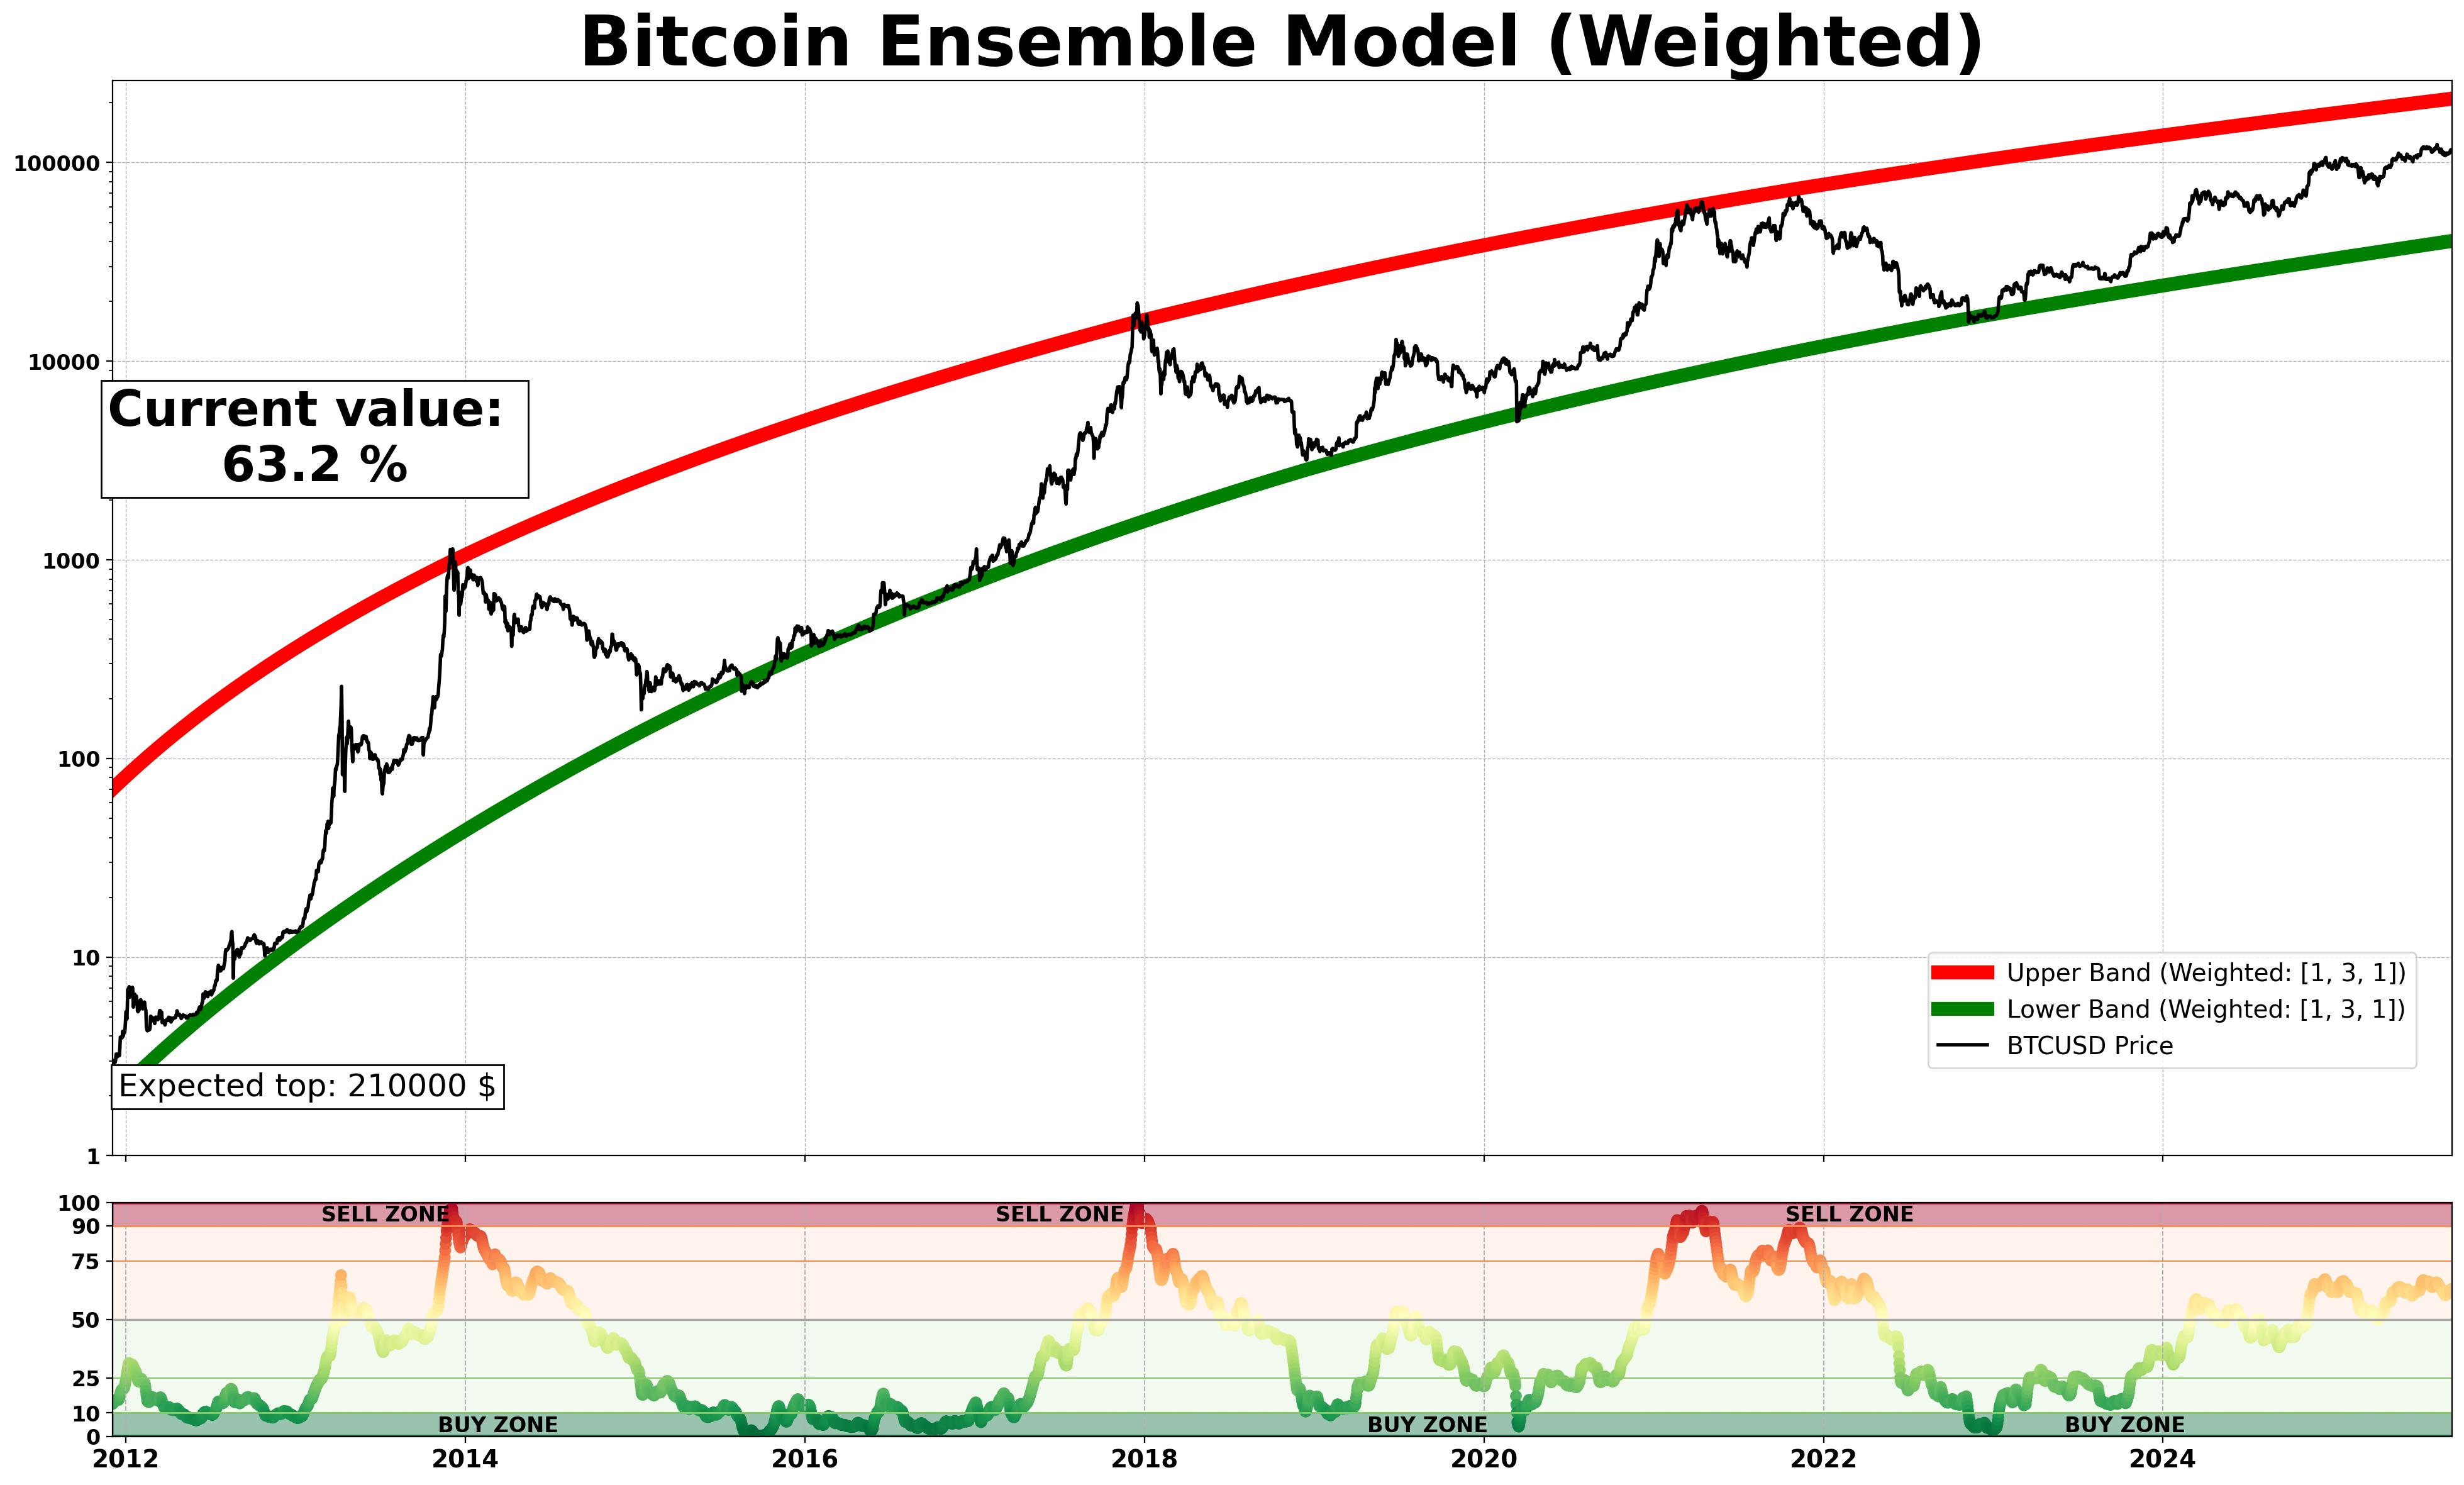 Bitcoin Ensemble Model (Weighted)
100000
10000
Current value:
63.2 %
1000
100
10
Upper Band (Weighted: [1, 3, 1])
Lower Band (Weighted: [1, 3, 1])
BTCUSD Price
Expected top: 210000 $
1
100
SELL ZONE SELL ZONE SELL ZONE
90
75
50
25
10
BUY ZONE BUY ZONE BUY ZONE
0
2012 2014 2016 2018 2020 2022 2024